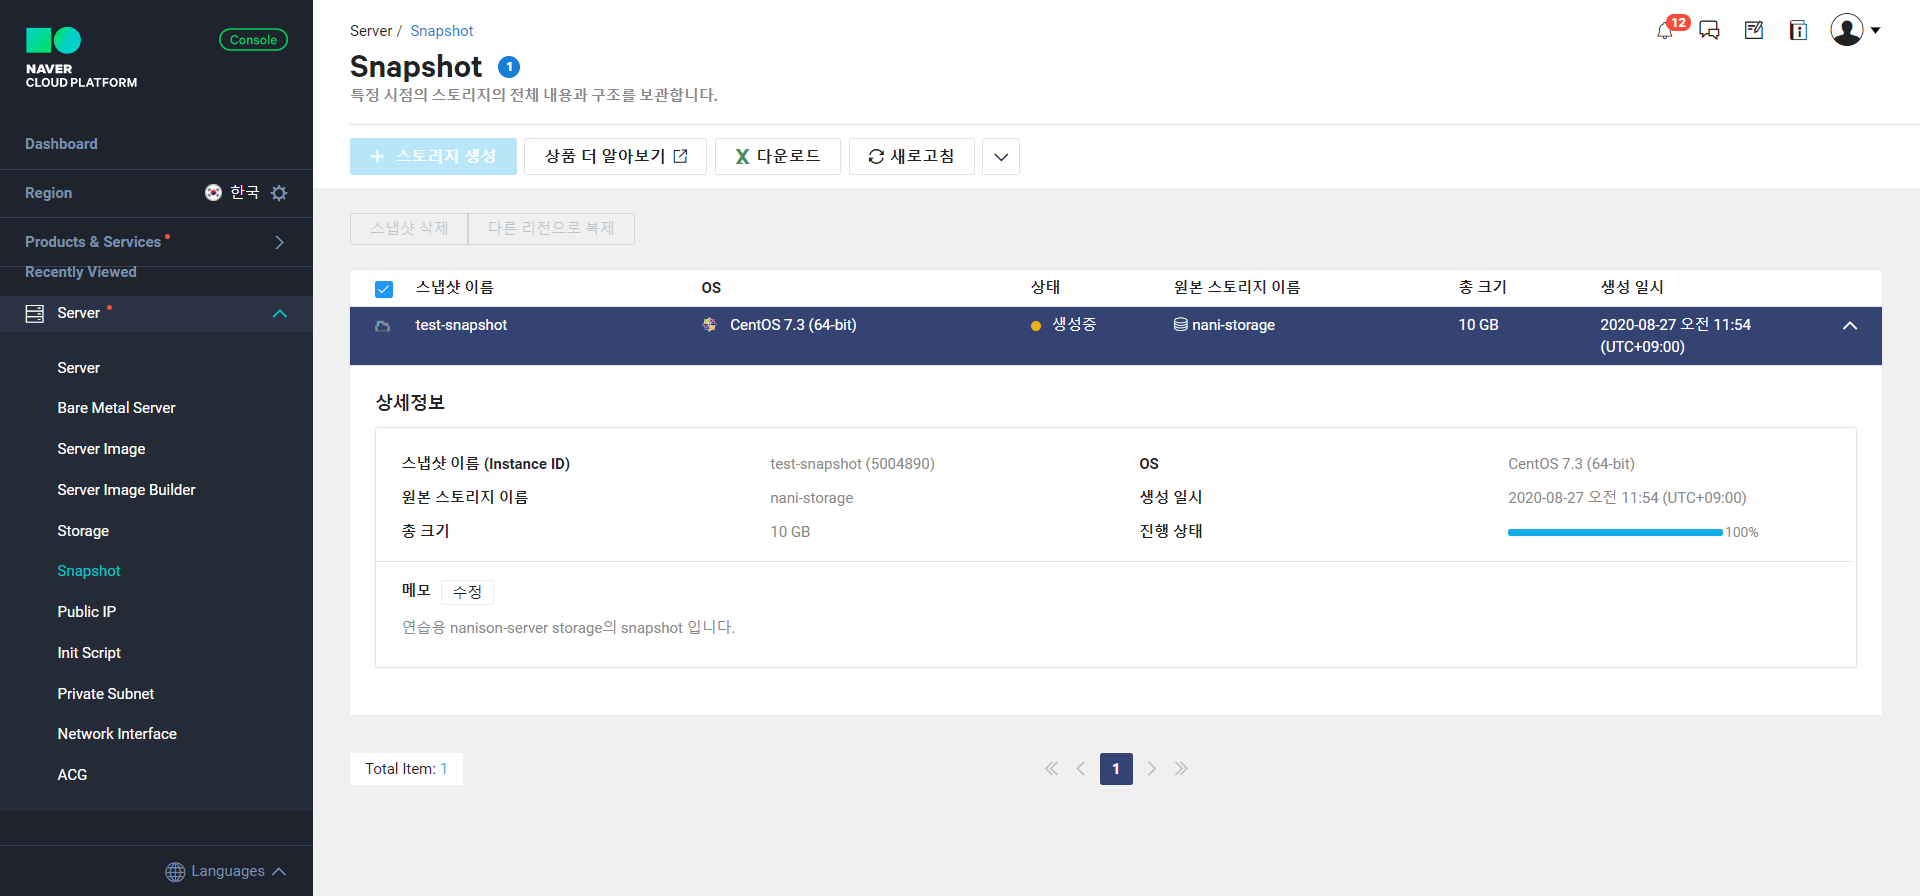 NAVER
CLOUD PLATFORM
Console
Dashboard
Region 한국
Products & Services
Recently Viewed
Server
Server
Bare Metal Server
Server Image
Server Image Builder
Storage
Snapshot
Public IP
Init Script
Private Subnet
Network Interface
ACG
Languages
Server / Snapshot
12
Snapshot 1
특정 시점의 스토리지의 전체 내용과 구조를 보관합니다.
+ 스토리지 생성 상품 더 알아보기 다운로드 새로고침
스냅샷 삭제 다른 리전으로 복제
스냅샷 이름 OS 상태 원본 스토리지 이름 총 크기 생성 일시
test-snapshot CentOS 7.3 (64-bit) 생성중 nani-storage 10 GB 2020-08-27 오전 11:54
(UTC+09:00)
상세정보
스냅샷 이름 (Instance ID) test-snapshot (5004890) OS CentOS 7.3 (64-bit)
원본 스토리지 이름 nani-storage 생성 일시 2020-08-27 오전 11:54 (UTC+09:00)
총 크기 10 GB 진행 상태 100%
메모 수정
연습용 nanison-server storage의 snapshot 입니다.
Total Item: 1 1